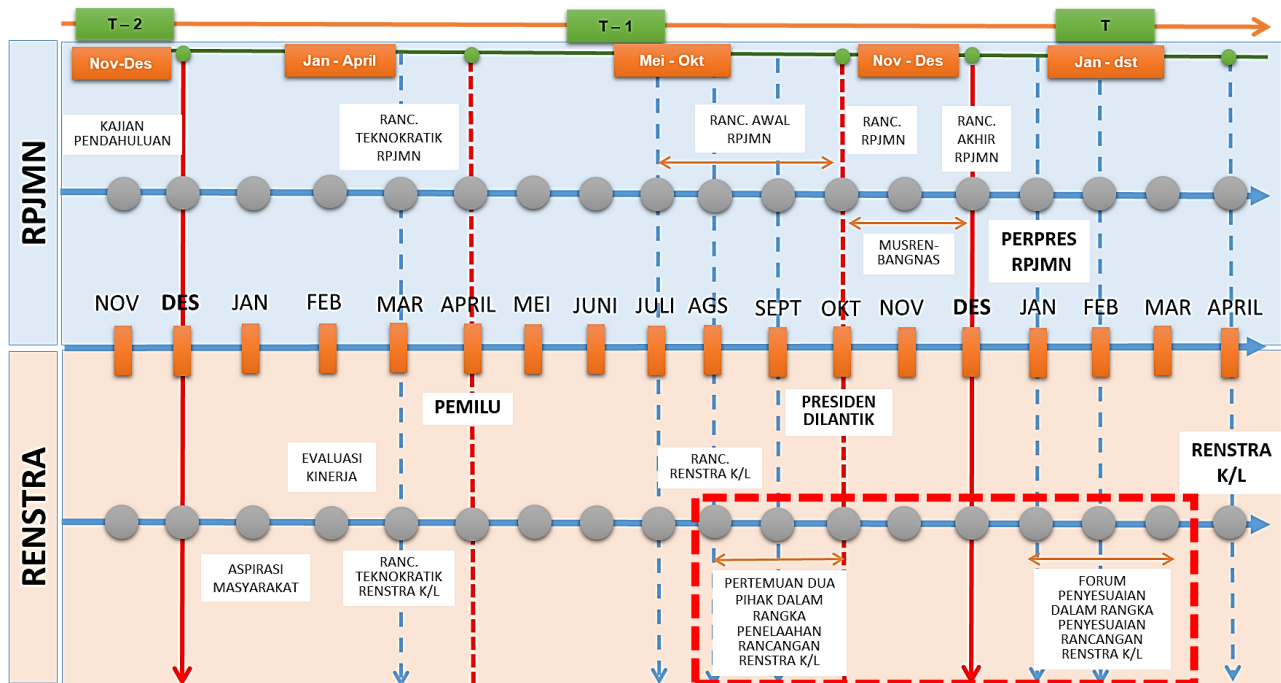 T – 2
T – 1
T
Nov-Des
Jan - April
Mei - Okt
Nov - Des
Jan - dst
RPJMN
KAJIAN
PENDAHULUAN
RANC.
TEKNOKRATIK
RPJMN
RANC. AWAL
RPJMN
RANC.
RPJMN
RANC.
AKHIR
RPJMN
MUSREN-
BANGNAS
PERPRES
RPJMN
NOV
DES
JAN
FEB
MAR
APRIL
MEI
JUNI
JULI
AGS
SEPT
OKT
NOV
DES
JAN
FEB
MAR
APRIL
RENSTRA
PEMILU
PRESIDEN
DILANTIK
EVALUASI
KINERJA
RANC.
RENSTRA K/L
RENSTRA
K/L
ASPIRASI
MASYARAKAT
RANC.
TEKNOKRATIK
RENSTRA K/L
PERTEMUAN DUA
PIHAK DALAM
RANGKA
PENELAAHAN
RANCANGAN
RENSTRA K/L
FORUM
PENYESUAIAN
DALAM RANGKA
PENYESUAIAN
RANCANGAN
RENSTRA K/L